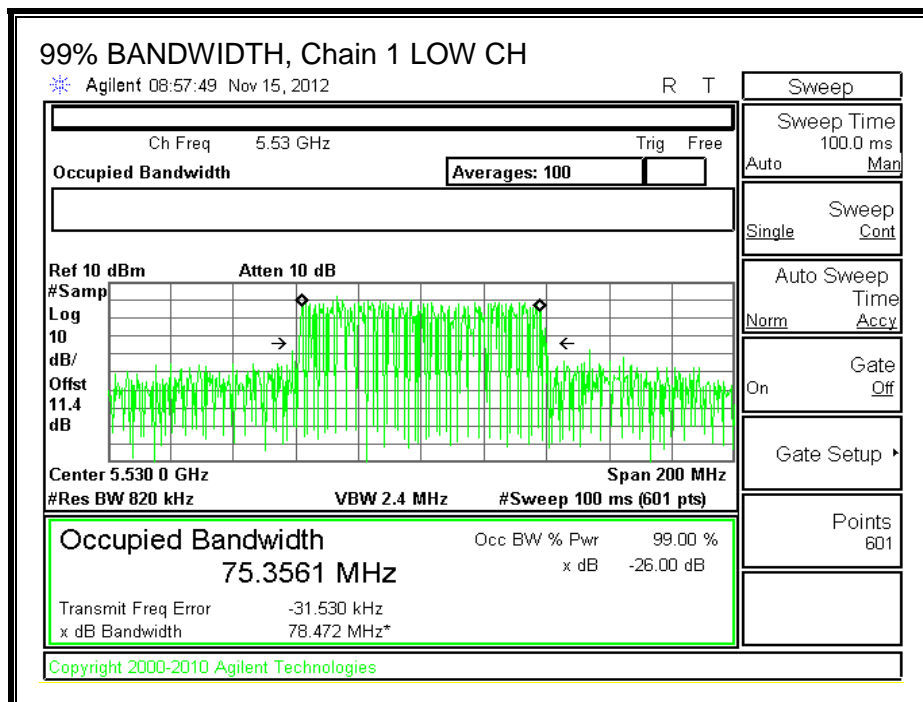 99% BANDWIDTH, Chain 1 LOW CH
Agilent 08:57:49 Nov 15, 2012 R T
Sweep
Ch Freq 5.53 GHz Trig Free
Occupied Bandwidth Averages: 100
Sweep Time
100.0 ms
Auto Man
Sweep
Single Cont
Auto Sweep
Time
Norm Accy
Gate
On Off
Gate Setup
Points
601
Ref 10 dBm Atten 10 dB
#Samp
Log
10
dB/
Offst
11.4
dB
Center 5.530 0 GHz Span 200 MHz
#Res BW 820 kHz VBW 2.4 MHz #Sweep 100 ms (601 pts)
Occupied Bandwidth Occ BW % Pwr 99.00 %
75.3561 MHz x dB -26.00 dB
Transmit Freq Error -31.530 kHz
x dB Bandwidth 78.472 MHz*
Copyright 2000-2010 Agilent Technologies